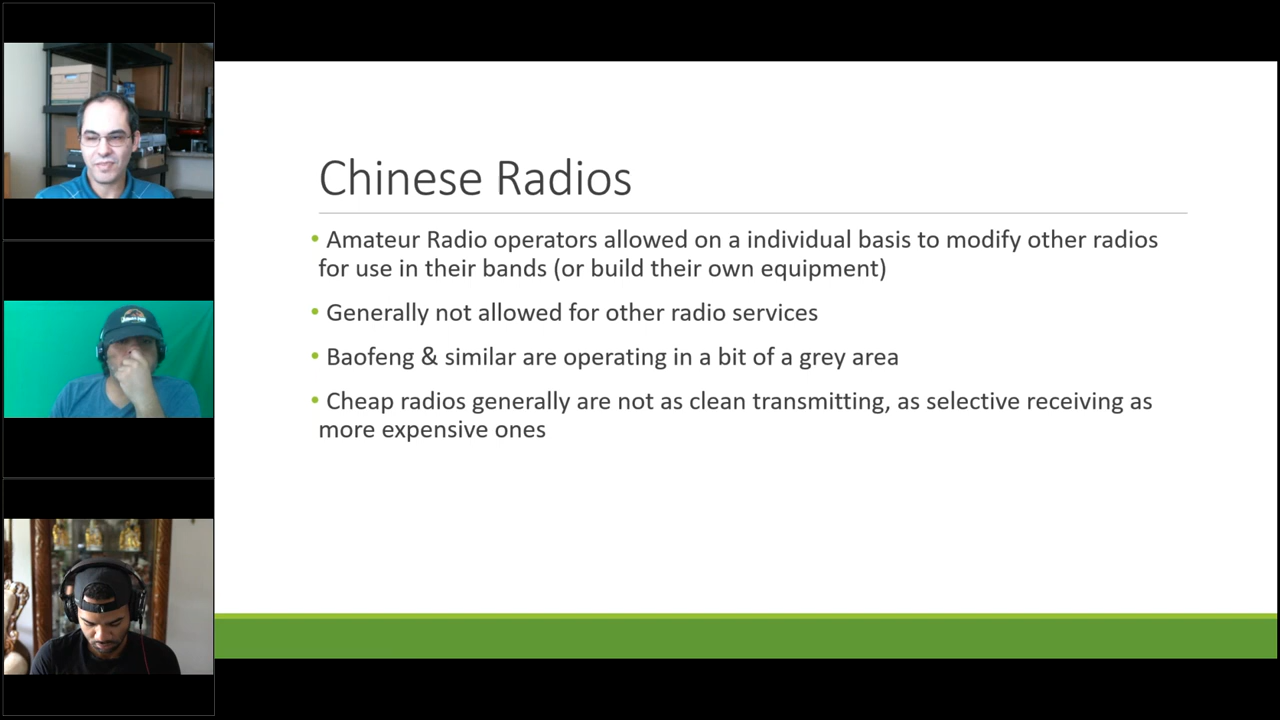 Chinese Radios
• Amateur Radio operators allowed on a individual basis to modify other radios
for use in their bands (or build their own equipment)
• Generally not allowed for other radio services
• Baofeng & similar are operating in a bit of a grey area
• Cheap radios generally are not as clean transmitting, as selective receiving as
more expensive ones